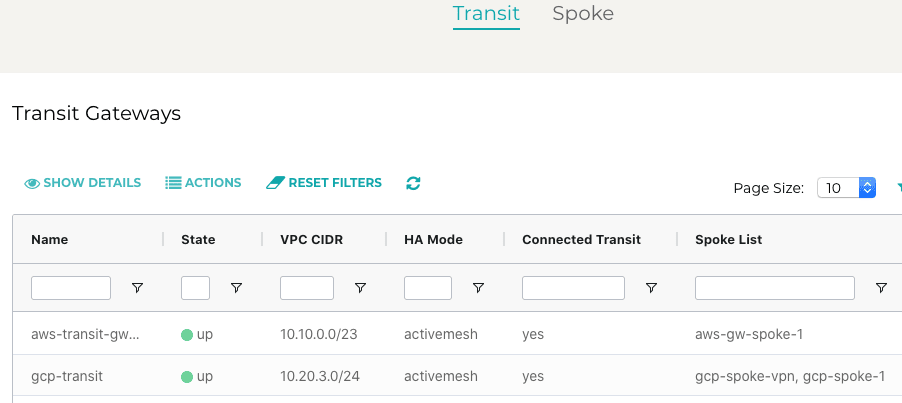 Transit Spoke
Transit Gateways
SHOW DETAILS ACTIONS RESET FILTERS
Page Size: 10
Name State VPC CIDR HA Mode Connected Transit Spoke List
aws-transit-gw... up 10.10.0.0/23 activemesh yes aws-gw-spoke-1
gcp-transit up 10.20.3.0/24 activemesh yes gcp-spoke-vpn, gcp-spoke-1